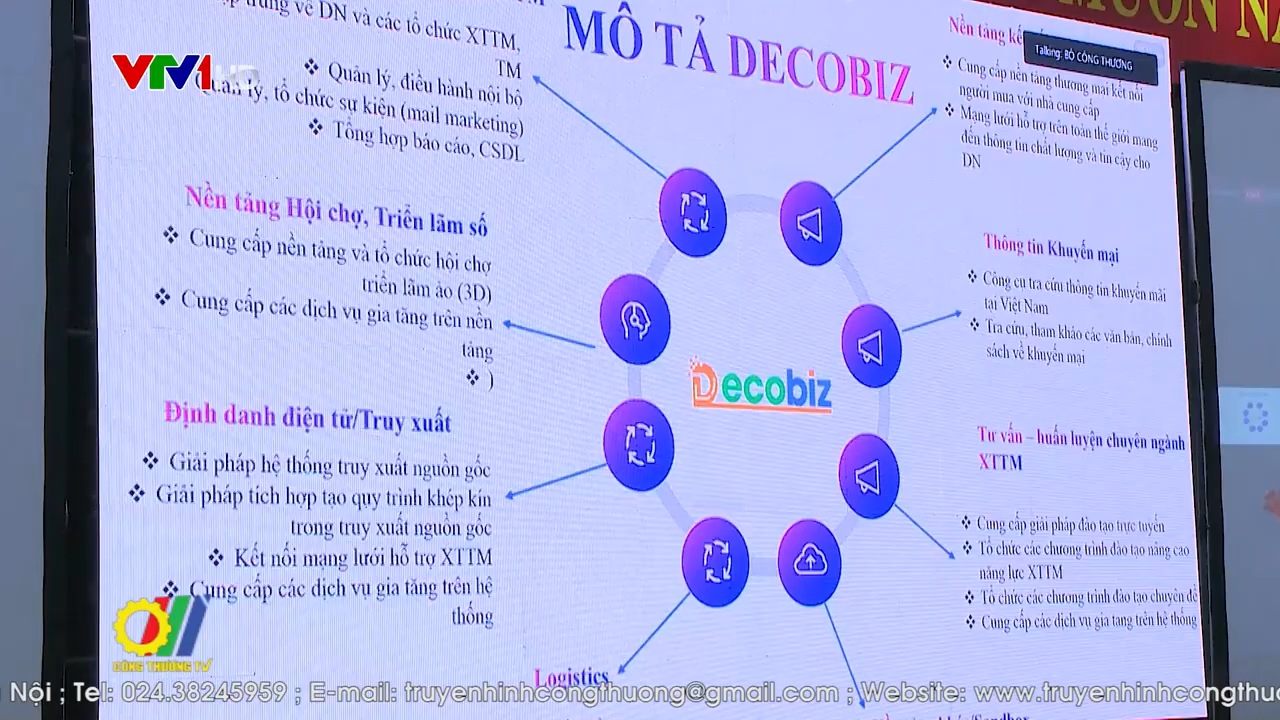 MUÔN
VTV1 HD
trung về DN và các tổ chức XTTM,
TM
❖ Quản lý, điều hành nội bộ
lý, tổ chức sự kiện (mail marketing)
❖ Tổng hợp báo cáo, CSDL
MÔ TẢ DECOBIZ
Nền tảng
Talking: BỘ CÔNG THƯƠNG
❖ Cung cấp nền tảng thương mại kết nối
người mua với nhà cung cấp
❖ Mạng lưới hỗ trợ trên toàn thế giới mang
đến thông tin chất lượng và tin cậy cho
DN
Nền tảng Hội chợ, Triển lãm số
❖ Cung cấp nền tảng và tổ chức hội chợ
triển lãm ảo (3D)
❖ Cung cấp các dịch vụ gia tăng trên nền
tảng
❖ )
Thông tin Khuyến mại
❖ Công cụ tra cứu thông tin khuyến mãi
tại Việt Nam
❖ Tra cứu, tham khảo các văn bản, chính
sách về khuyến mại
Decobiz
Định danh điện tử/Truy xuất
❖ Giải pháp hệ thống truy xuất nguồn gốc
❖ Giải pháp tích hợp tạo quy trình khép kín
trong truy xuất nguồn gốc
❖ Kết nối mạng lưới hỗ trợ XTTM
❖ Cung cấp các dịch vụ gia tăng trên hệ
thống
Tư vấn – huấn luyện chuyên ngành
XTTM
❖ Cung cấp giải pháp đào tạo trực tuyến
❖ Tổ chức các chương trình đào tạo nâng cao
năng lực XTTM
❖ Tổ chức các chương trình đào tạo chuyên đề
❖ Cung cấp các dịch vụ gia tăng trên hệ thống
Logistics
CÔNG THƯƠNG TV
Nội ; Tel: 024.38245959 ; E-mail: truyenhinhcongthuong@gmail.com ; Website: www.truyenhinhcongthu